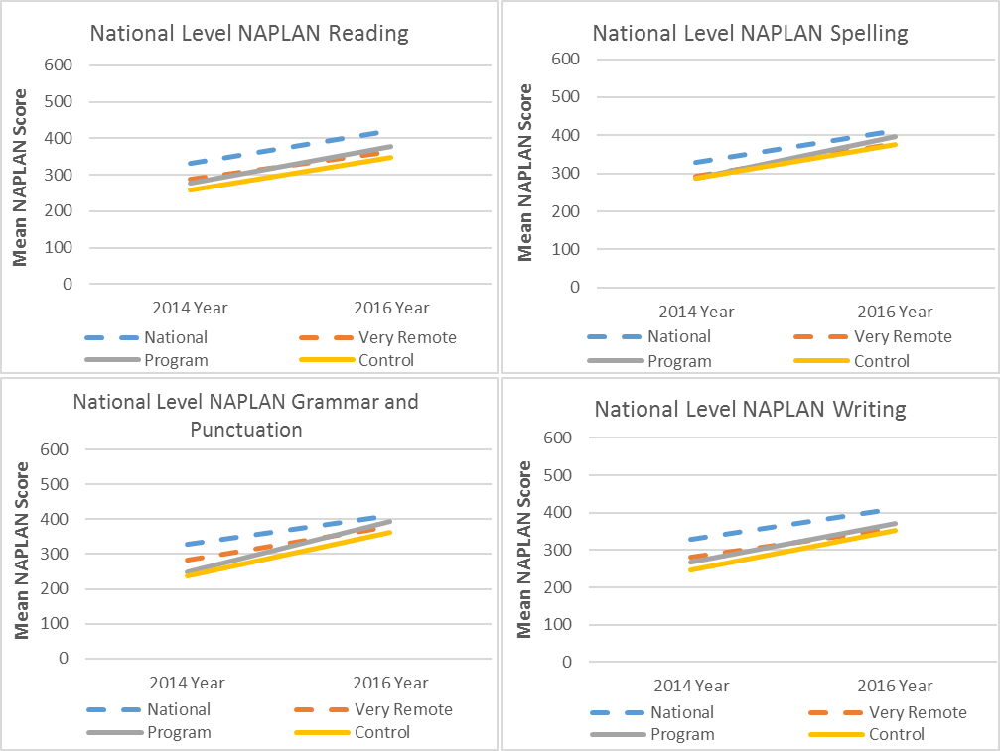 National Level NAPLAN Reading
Mean NAPLAN Score
600
500
400
300
200
100
0
2014 Year 2016 Year
National Very Remote
Program Control
National Level NAPLAN Spelling
Mean NAPLAN Score
600
500
400
300
200
100
0
2014 Year 2016 Year
National Very Remote
Program Control
National Level NAPLAN Grammar and
Punctuation
Mean NAPLAN Score
600
500
400
300
200
100
0
2014 Year 2016 Year
National Very Remote
Program Control
National Level NAPLAN Writing
Mean NAPLAN Score
600
500
400
300
200
100
0
2014 Year 2016 Year
National Very Remote
Program Control